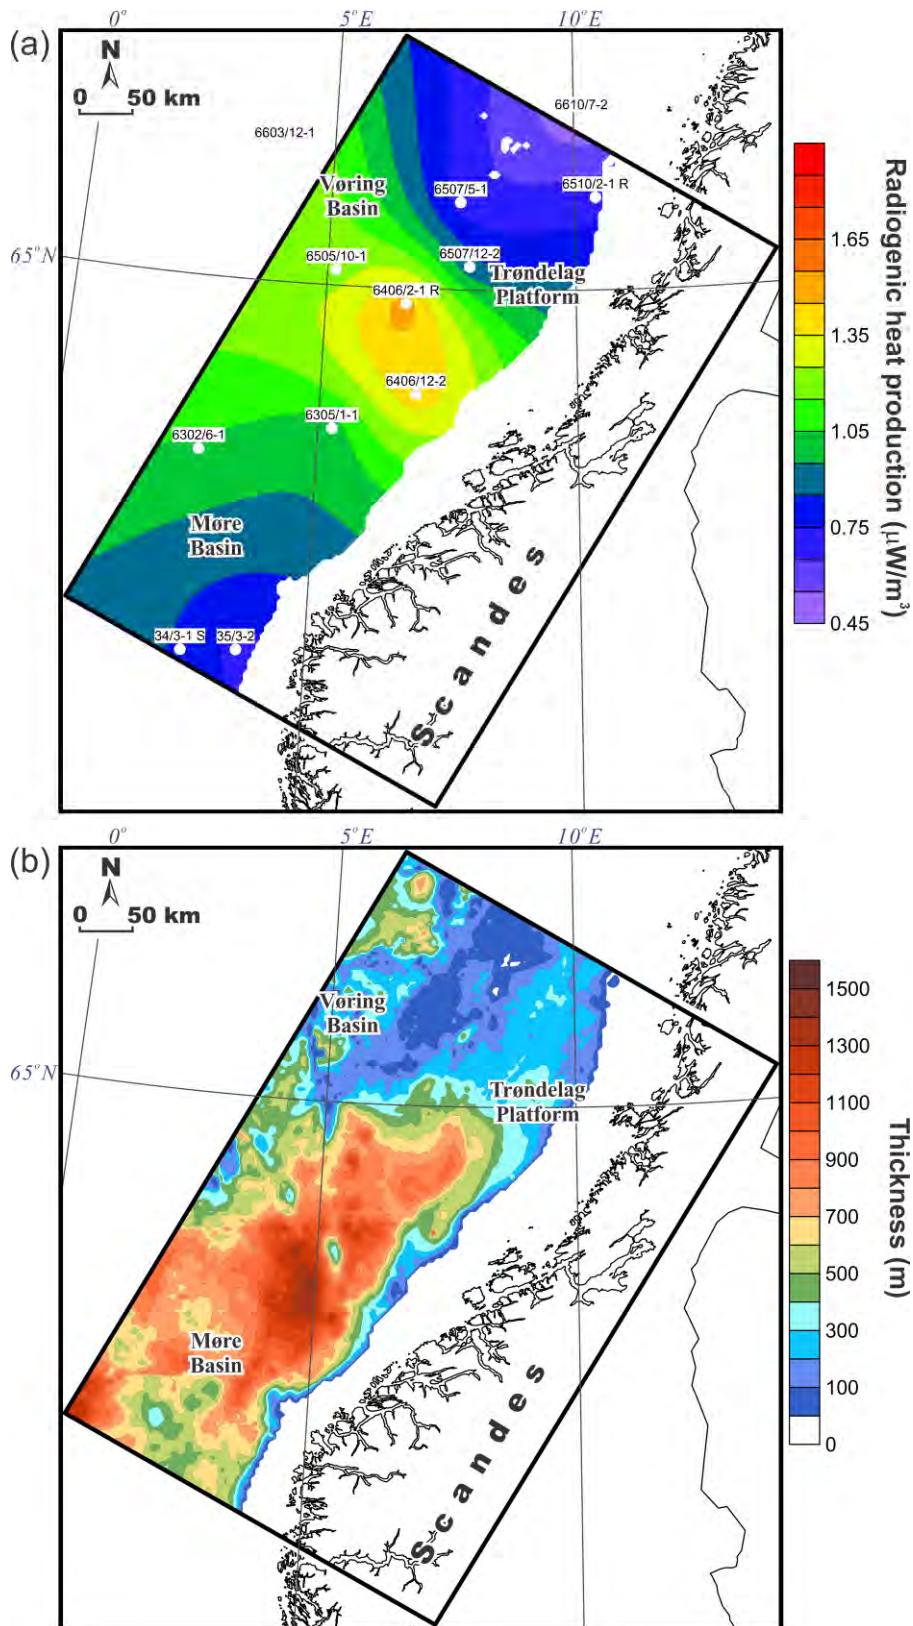 (a)
0°
5°E
10°E
N
0 50 km
6610/7-2
6603/12-1
Vøring
Basin
6507/5-1
6510/2-1 R
65°N
6505/10-1
6507/12-2
Trøndelag
Platform
6406/2-1 R
6406/12-2
6305/1-1
6302/6-1
Møre
Basin
34/3-1 S
35/3-2
Scandes
1.65
1.35
1.05
0.75
0.45
Radiogenic heat production (μW/m³)
(b)
0°
5°E
10°E
N
0 50 km
Vøring
Basin
65°N
Trøndelag
Platform
Møre
Basin
Scandes
1500
1300
1100
900
700
500
300
100
0
Thickness (m)